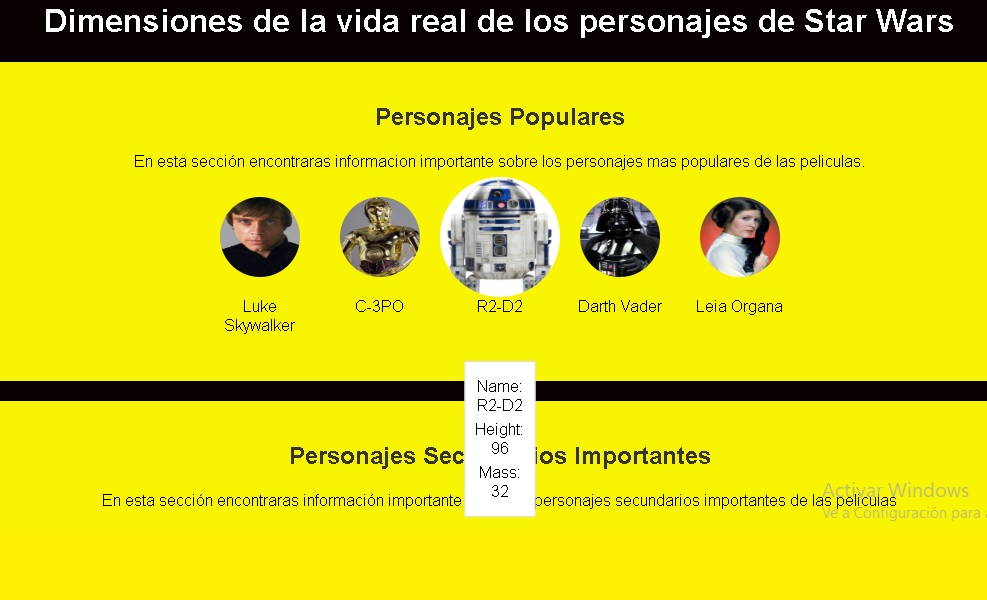 Dimensiones de la vida real de los personajes de Star Wars
Personajes Populares
En esta sección encontraras informacion importante sobre los personajes mas populares de las peliculas.
Luke
Skywalker
C-3PO
R2-D2
Darth Vader
Leia Organa
Name:
R2-D2
Height:
96
Mass:
32
Personajes Sec ios Importantes
En esta sección encontraras información importante personajes secundarios importantes de las peliculas
Activar Windows
Ve a Configuración para